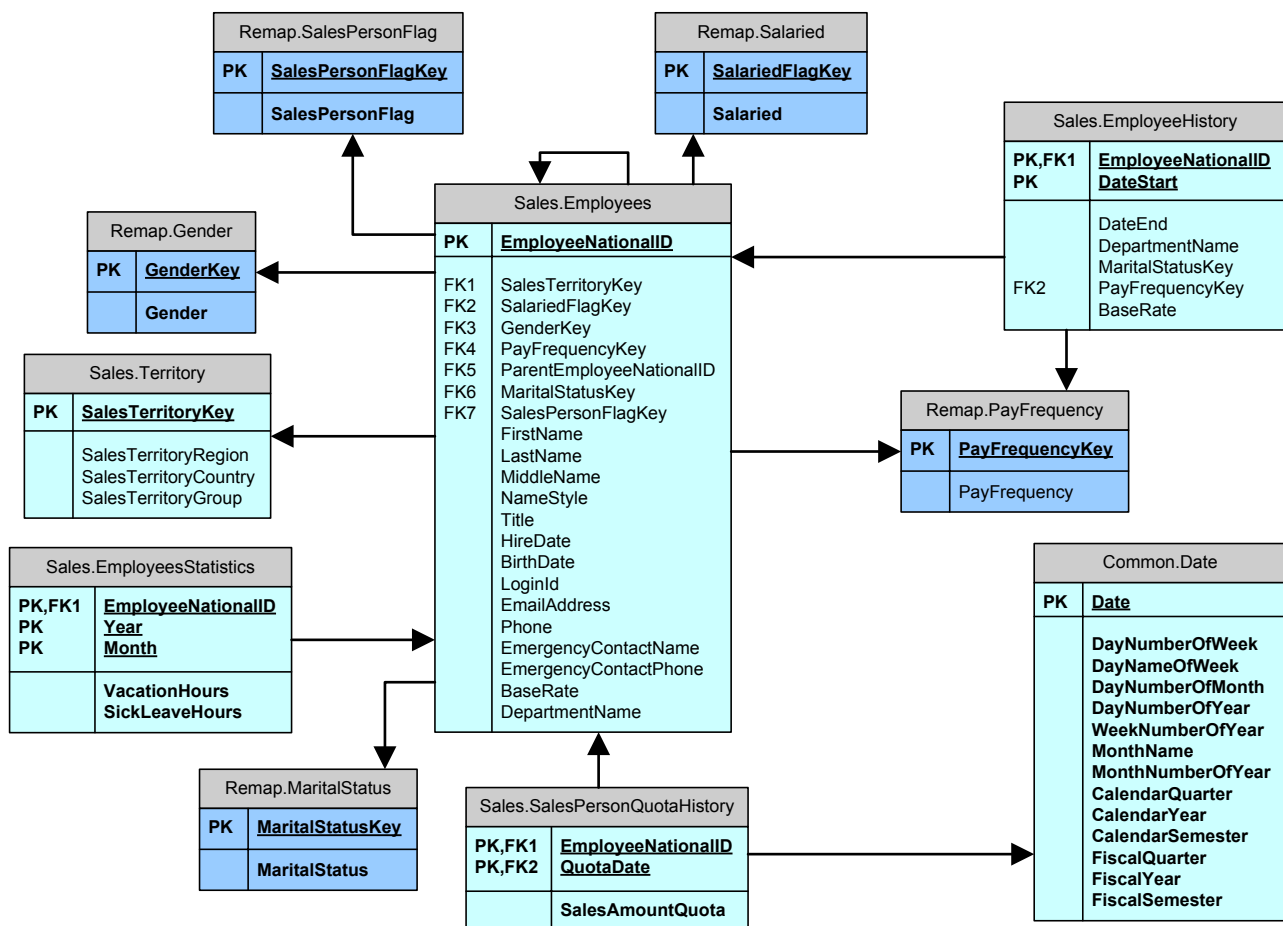 Remap.SalesPersonFlag
PK SalesPersonFlagKey
SalesPersonFlag
Remap.Salaried
PK SalariedFlagKey
Salaried
Sales.EmployeeHistory
PK,FK1 EmployeeNationalID
PK DateStart
DateEnd
DepartmentName
MaritalStatusKey
FK2 PayFrequencyKey
BaseRate
Remap.Gender
PK GenderKey
Gender
Sales.Employees
PK EmployeeNationalID
FK1 SalesTerritoryKey
FK2 SalariedFlagKey
FK3 GenderKey
FK4 PayFrequencyKey
FK5 ParentEmployeeNationalID
FK6 MaritalStatusKey
FK7 SalesPersonFlagKey
FirstName
LastName
MiddleName
NameStyle
Title
HireDate
BirthDate
LoginId
EmailAddress
Phone
EmergencyContactName
EmergencyContactPhone
BaseRate
DepartmentName
Sales.Territory
PK SalesTerritoryKey
SalesTerritoryRegion
SalesTerritoryCountry
SalesTerritoryGroup
Remap.PayFrequency
PK PayFrequencyKey
PayFrequency
Sales.EmployeesStatistics
PK,FK1 EmployeeNationalID
PK Year
PK Month
VacationHours
SickLeaveHours
Common.Date
PK Date
DayNumberOfWeek
DayNameOfWeek
DayNumberOfMonth
DayNumberOfYear
WeekNumberOfYear
MonthName
MonthNumberOfYear
CalendarQuarter
CalendarYear
CalendarSemester
FiscalQuarter
FiscalYear
FiscalSemester
Remap.MaritalStatus
PK MaritalStatusKey
MaritalStatus
Sales.SalesPersonQuotaHistory
PK,FK1 EmployeeNationalID
PK,FK2 QuotaDate
SalesAmountQuota